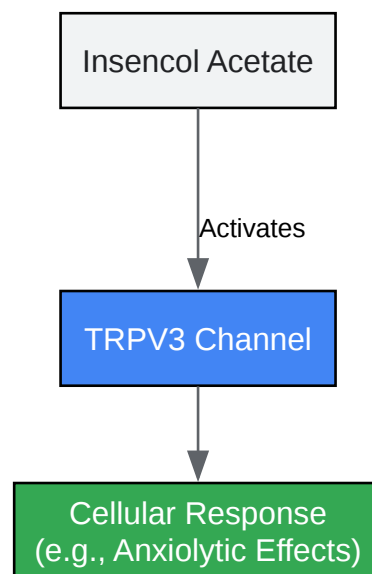 Insencol Acetate
Activates
TRPV3 Channel
Cellular Response
(e.g., Anxiolytic Effects)